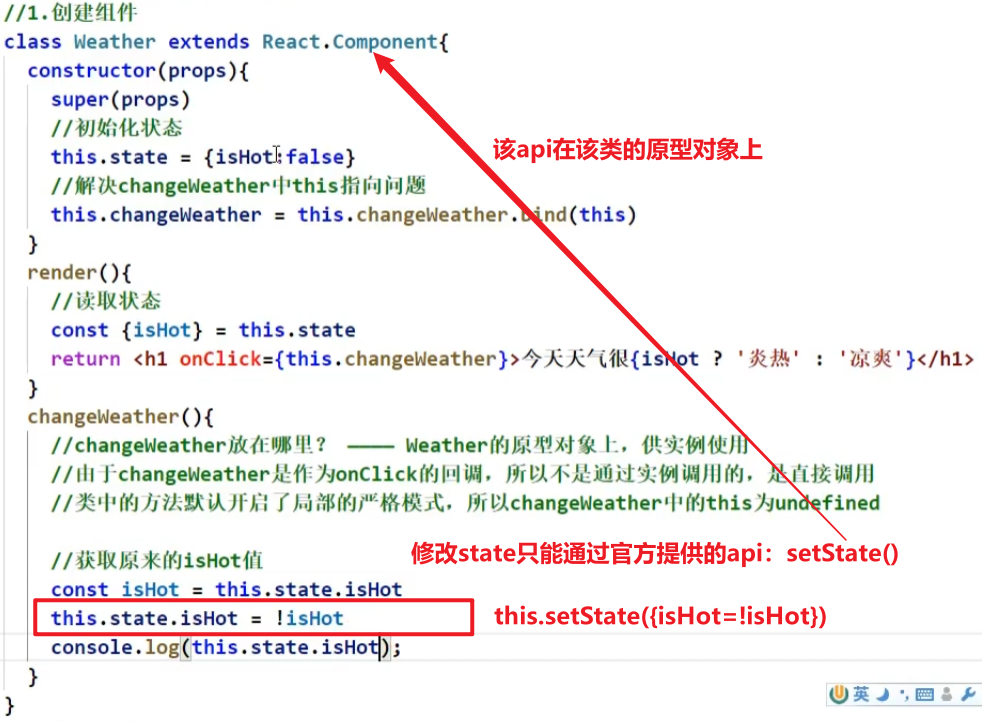 //1.创建组件
class Weather extends React.Component{
constructor(props){
super(props)
//初始化状态
this.state = {isHot:false}
//解决changeWeather中this指向问题
this.changeWeather = this.changeWeather.bind(this)
}
render(){
//读取状态
const {isHot} = this.state
return <h1 onClick={this.changeWeather}>今天天气很{isHot ? '炎热' : '凉爽'}</h1>
}
changeWeather(){
//changeWeather放在哪里？ ———— Weather的原型对象上，供实例使用
//由于changeWeather是作为onClick的回调，所以不是通过实例调用的，是直接调用
//类中的方法默认开启了局部的严格模式，所以changeWeather中的this为undefined
//获取原来的isHot值
const isHot = this.state.isHot
this.state.isHot = !isHot
console.log(this.state.isHot);
}
}
该api在该类的原型对象上
修改state只能通过官方提供的api：setState()
this.setState({isHot=!isHot})
英